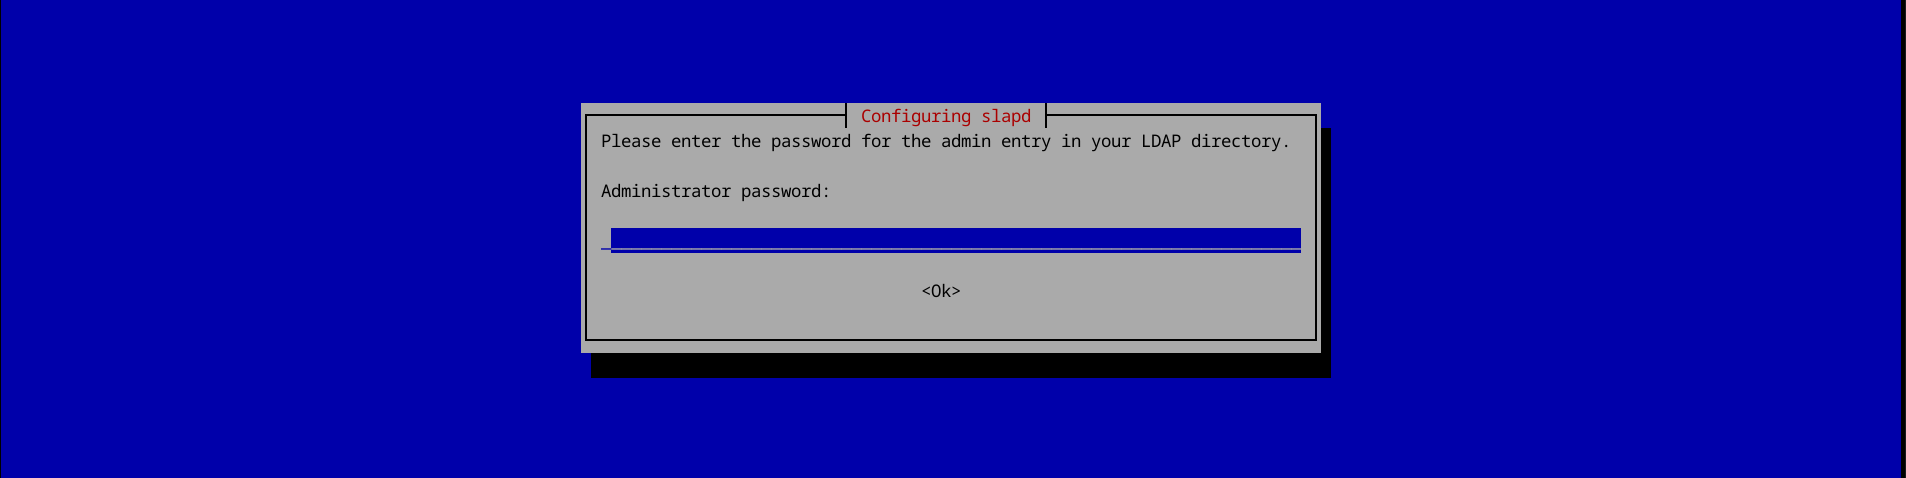 Configuring slapd
Please enter the password for the admin entry in your LDAP directory.
Administrator password:
<Ok>